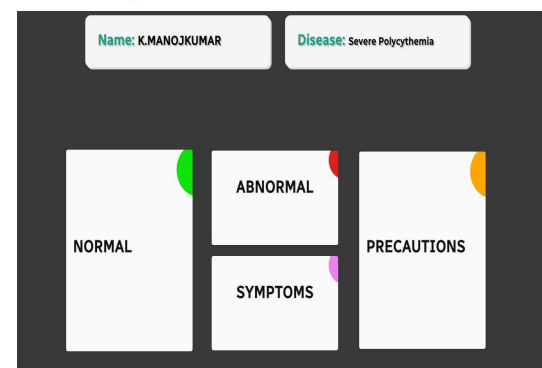 Name: K.MANOJKUMAR
Disease: Severe Polycythemia
NORMAL
ABNORMAL
SYMPTOMS
PRECAUTIONS